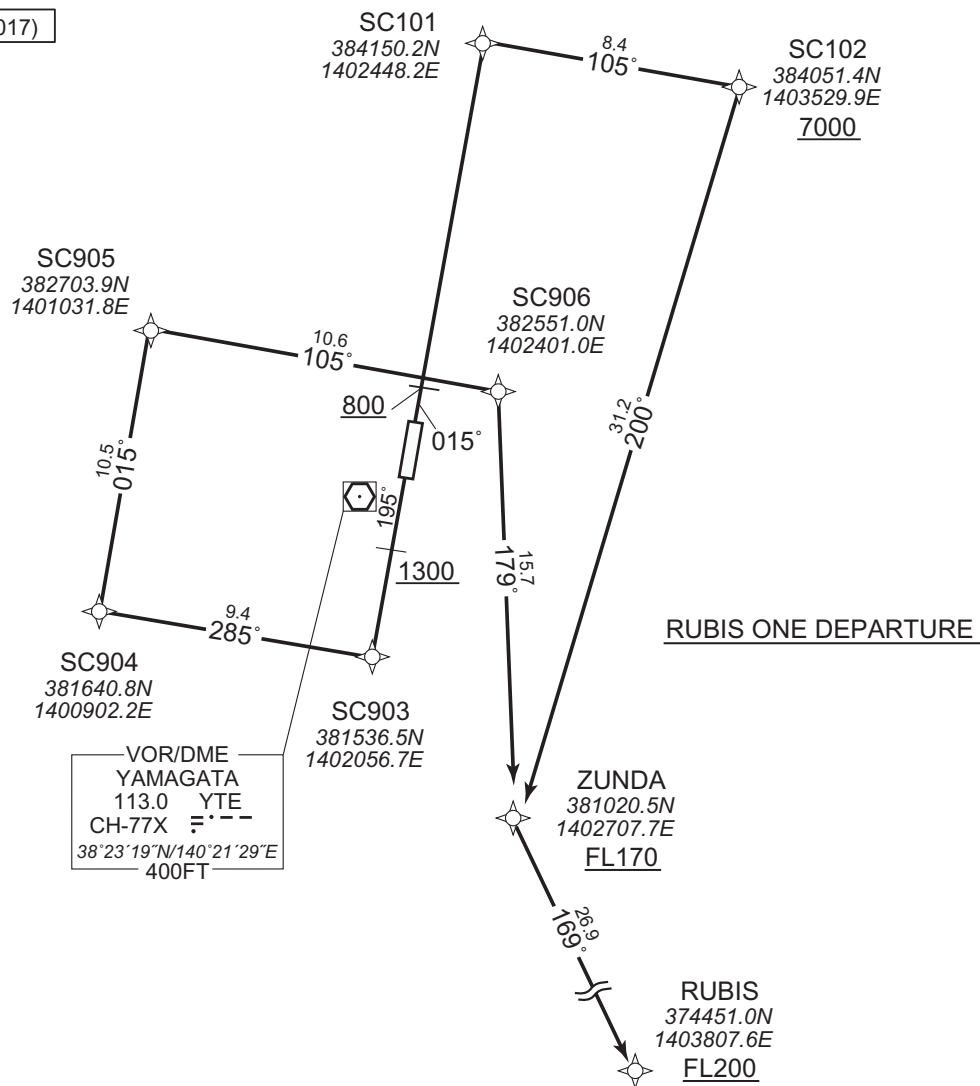 017)
SC101
384150.2N
1402448.2E
8.4
105°
SC102
384051.4N
1403529.9E
7000
SC905
382703.9N
1401031.8E
10.6
105°
SC906
382551.0N
1402401.0E
800
015°
31.2
200°
10.5
015°
195°
1300
15.7
179°
9.4
285°
RUBIS ONE DEPARTURE
SC904
381640.8N
1400902.2E
SC903
381536.5N
1402056.7E
VOR/DME
YAMAGATA
113.0 YTE
CH-77X
38°23´19˝N/140°21´29˝E
400FT
ZUNDA
381020.5N
1402707.7E
FL170
26.9
169°
RUBIS
374451.0N
1403807.6E
FL200